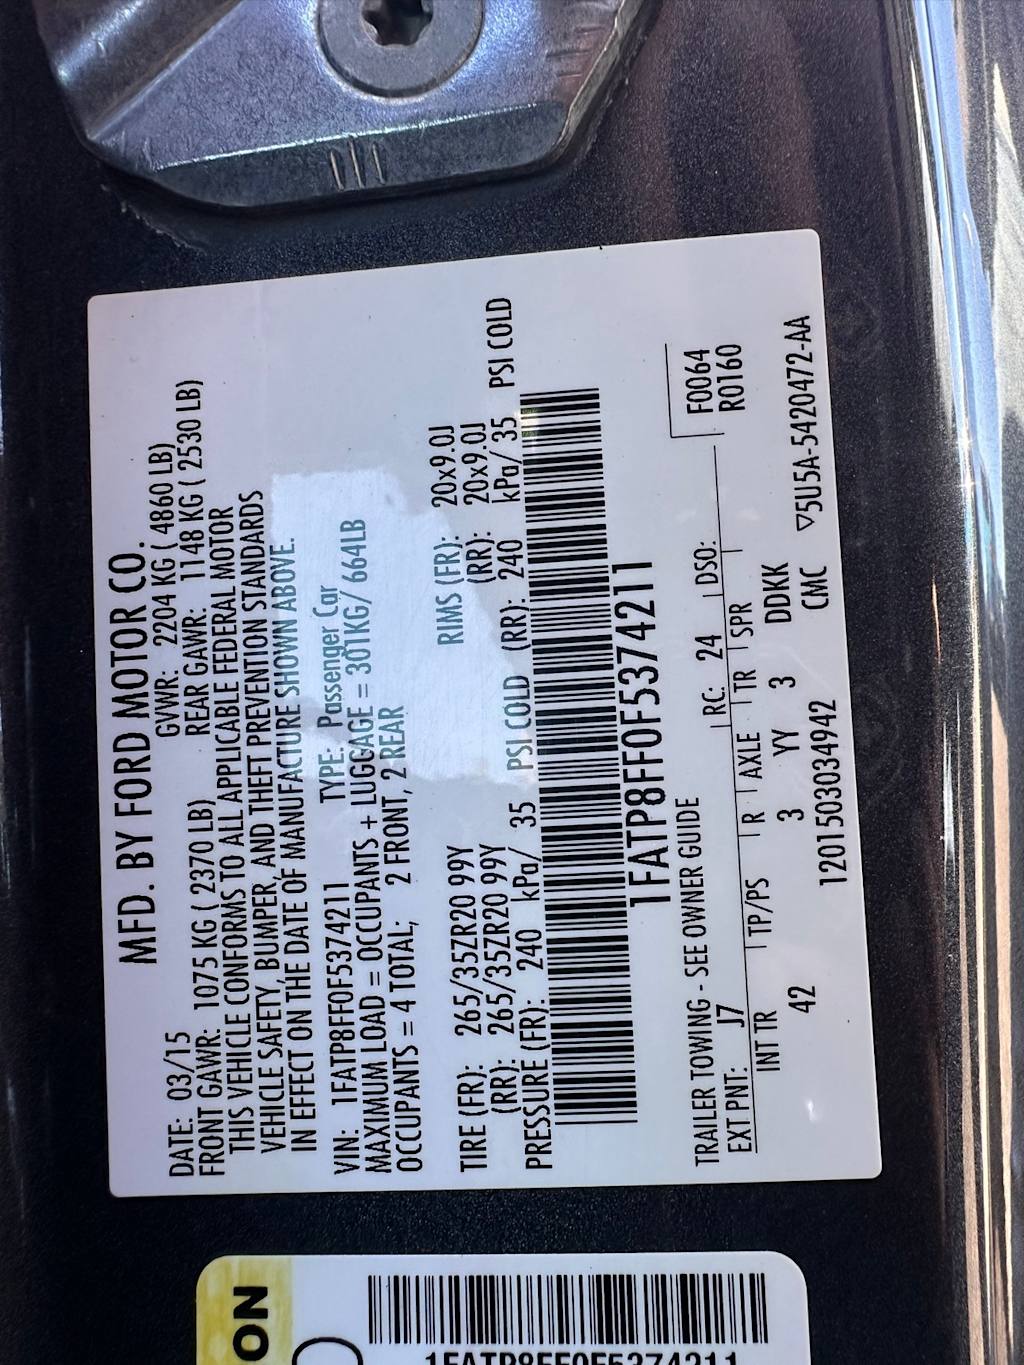 MFD. BY FORD MOTOR CO.
DATE: 03/15 GVWR: 2204 KG ( 4860 LB)
FRONT GAWR: 1075 KG ( 2370 LB) REAR GAWR: 1148 KG ( 2530 LB)
THIS VEHICLE CONFORMS TO ALL APPLICABLE FEDERAL MOTOR
VEHICLE SAFETY, BUMPER, AND THEFT PREVENTION STANDARDS
IN EFFECT ON THE DATE OF MANUFACTURE SHOWN ABOVE.
VIN: 1FATP8FF0F5374211 TYPE: Passenger Car
MAXIMUM LOAD = OCCUPANTS + LUGGAGE = 301KG/ 664LB
OCCUPANTS = 4 TOTAL; 2 FRONT, 2 REAR
TIRE (FR): 265/35ZR20 99Y RIMS (FR): 20x9.0J
(RR): 265/35ZR20 99Y (RR): 20x9.0J
PRESSURE (FR): 240 kPa/ 35 PSI COLD (RR): 240 kPa/ 35 PSI COLD
1FATP8FF0F5374211
TRAILER TOWING - SEE OWNER GUIDE
F0064
EXT PNT: J7 RC: 24 DSO: R0160
INT TR TP/PS R AXLE TR SPR
42 3 YY 3 DDKK
120150303494​2 CMC ▽5U5A-5420472-AA
ON
1FATP8FF0F5374211